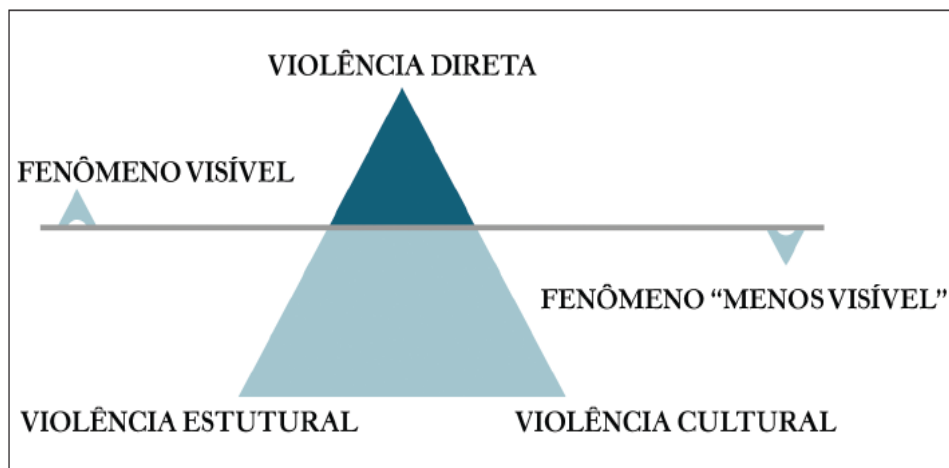 VIOLÊNCIA DIRETA
FENÔMENO VISÍVEL
FENÔMENO “MENOS VISÍVEL”
VIOLÊNCIA ESTUTURAL
VIOLÊNCIA CULTURAL